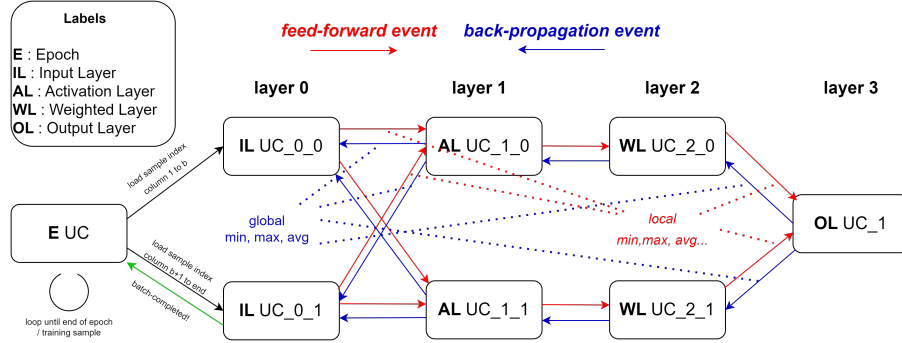 Labels
E : Epoch
IL : Input Layer
AL : Activation Layer
WL : Weighted Layer
OL : Output Layer
feed-forward event
back-propagation event
layer 0
layer 1
layer 2
layer 3
load sample index
column 1 to b
IL UC_0_0
AL UC_1_0
WL UC_2_0
E UC
global
min, max, avg
local
min,max, avg...
OL UC_1
load sample index
column b+1 to end
batch-completed!
IL UC_0_1
AL UC_1_1
WL UC_2_1
loop until end of epoch
/ training sample